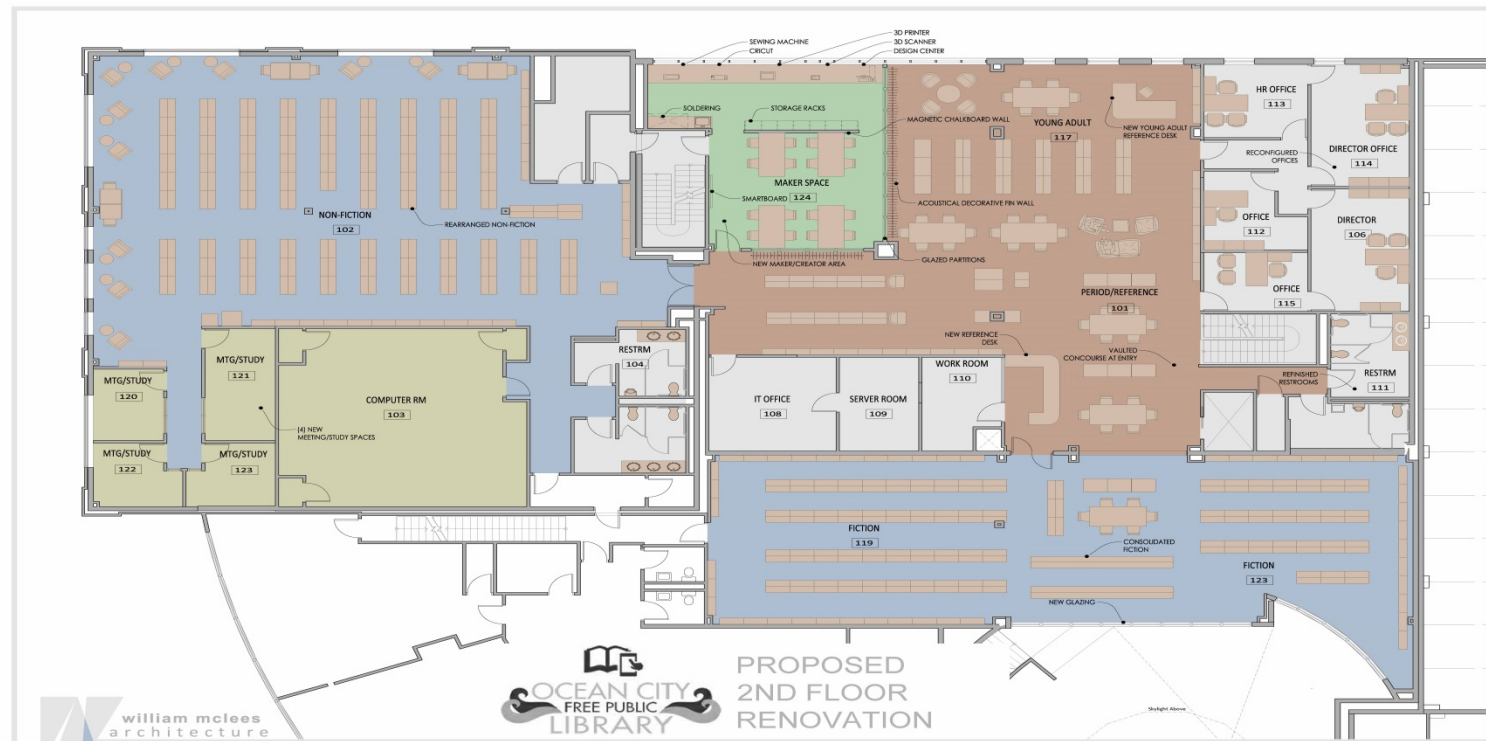 SEWING MACHINE
CRICUT
3D PRINTER
3D SCANNER
DESIGN CENTER
SOLDERING
STORAGE RACKS
MAGNETIC CHALKBOARD WALL
YOUNG ADULT
117
NEW YOUNG ADULT
REFERENCE DESK
HR OFFICE
113
RECONFIGURED
OFFICES
DIRECTOR OFFICE
114
MAKER SPACE
124
SMARTBOARD
ACOUSTICAL DECORATIVE FIN WALL
NON-FICTION
102
REARRANGED NON-FICTION
OFFICE
112
DIRECTOR
106
NEW MAKER/CREATOR AREA
GLAZED PARTITIONS
PERIOD/REFERENCE
101
OFFICE
115
NEW REFERENCE
DESK
VAULTED
CONCOURSE AT ENTRY
RESTRM
104
MTG/STUDY
121
MTG/STUDY
120
COMPUTER RM
103
(4) NEW
MEETING/STUDY SPACES
MTG/STUDY
122
MTG/STUDY
123
IT OFFICE
108
SERVER ROOM
109
WORK ROOM
110
REFINISHED
RESTROOMS
RESTRM
111
FICTION
119
CONSOLIDATED
FICTION
FICTION
123
NEW GLAZING
Skylight Above
OCEAN CITY
FREE PUBLIC
LIBRARY
PROPOSED
2ND FLOOR
RENOVATION
william mclees
architecture